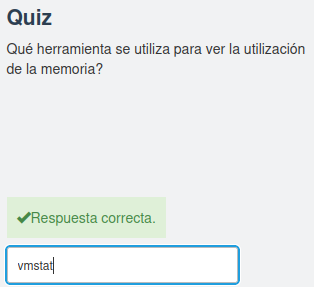 Quiz
Qué herramienta se utiliza para ver la utilización
de la memoria?
Respuesta correcta.
vmstat